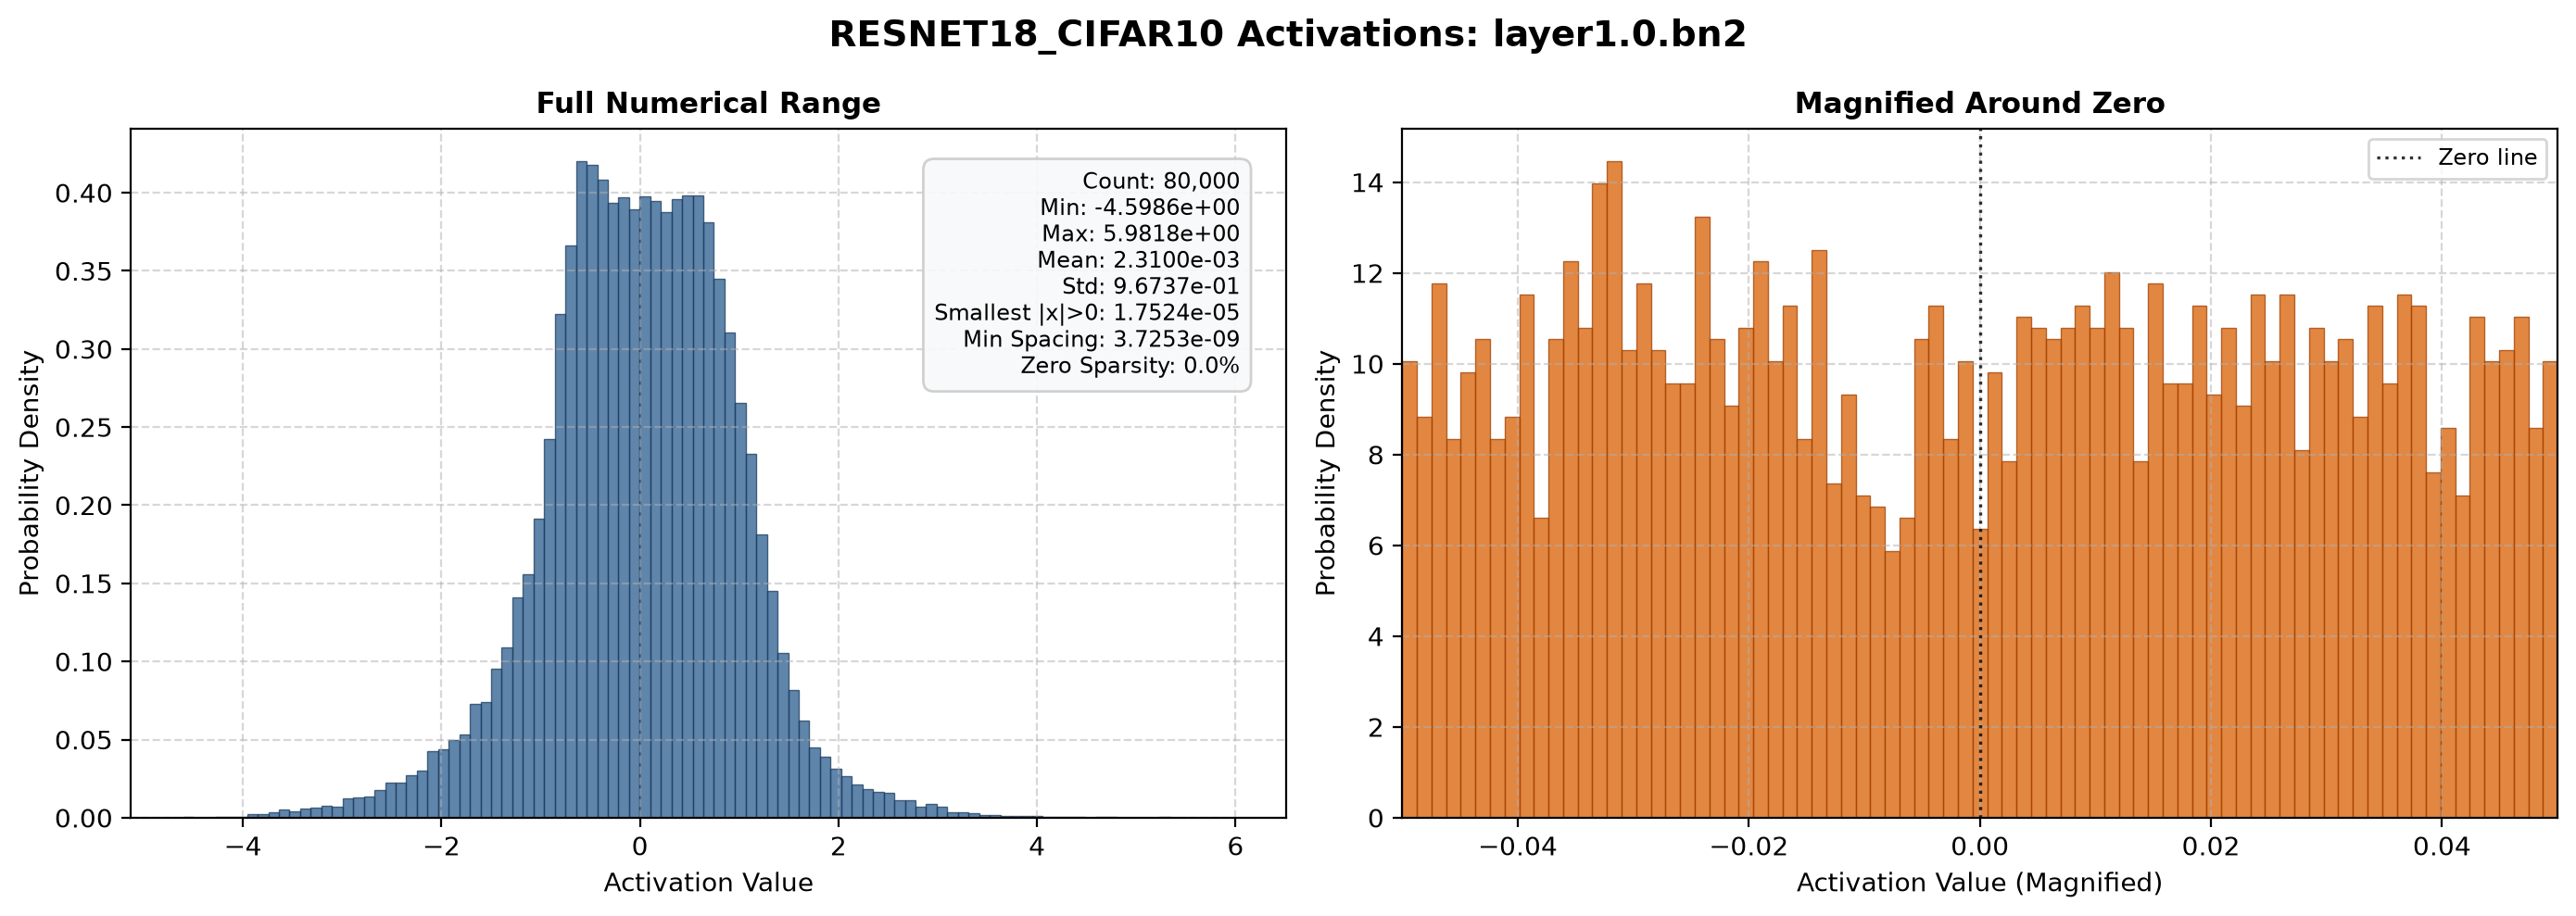 RESNET18_CIFAR10 Activations: layer1.0.bn2
Full Numerical Range
Probability Density
0.40
0.35
0.30
0.25
0.20
0.15
0.10
0.05
0.00
Count: 80,000
Min: -4.5986e+00
Max: 5.9818e+00
Mean: 2.3100e-03
Std: 9.6737e-01
Smallest |x|>0: 1.7524e-05
Min Spacing: 3.7253e-09
Zero Sparsity: 0.0%
−4 −2 0 2 4 6
Activation Value
Magnified Around Zero
Probability Density
14
12
10
8
6
4
2
0
Zero line
−0.04 −0.02 0.00 0.02 0.04
Activation Value (Magnified)